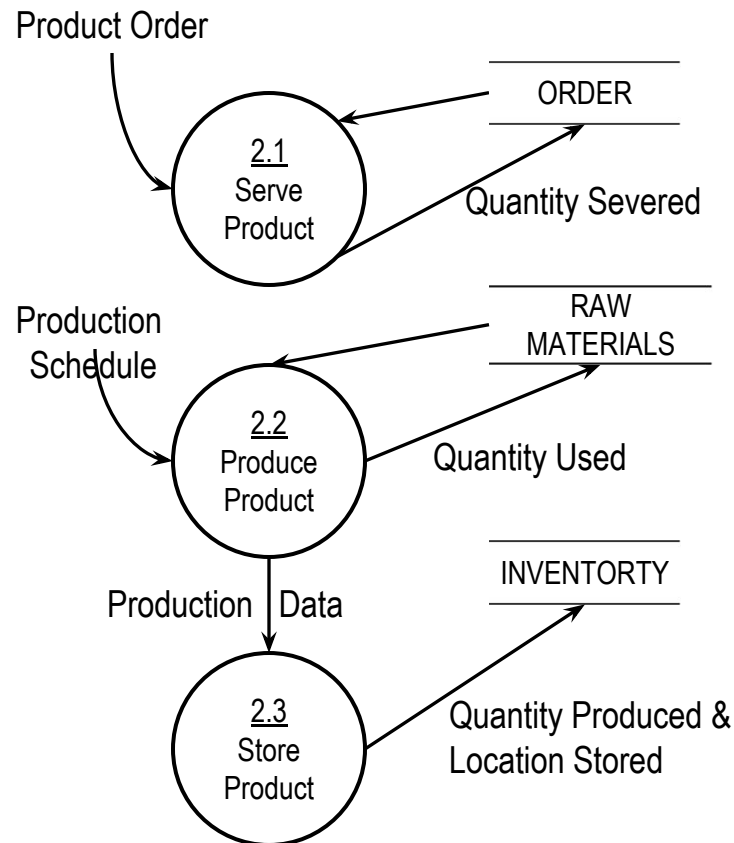 Product Order
ORDER
2.1
Serve
Product
Quantity Severed
RAW
MATERIALS
Production
Schedule
2.2
Produce
Product
Quantity Used
INVENTORTY
Production Data
2.3
Store
Product
Quantity Produced &
Location Stored